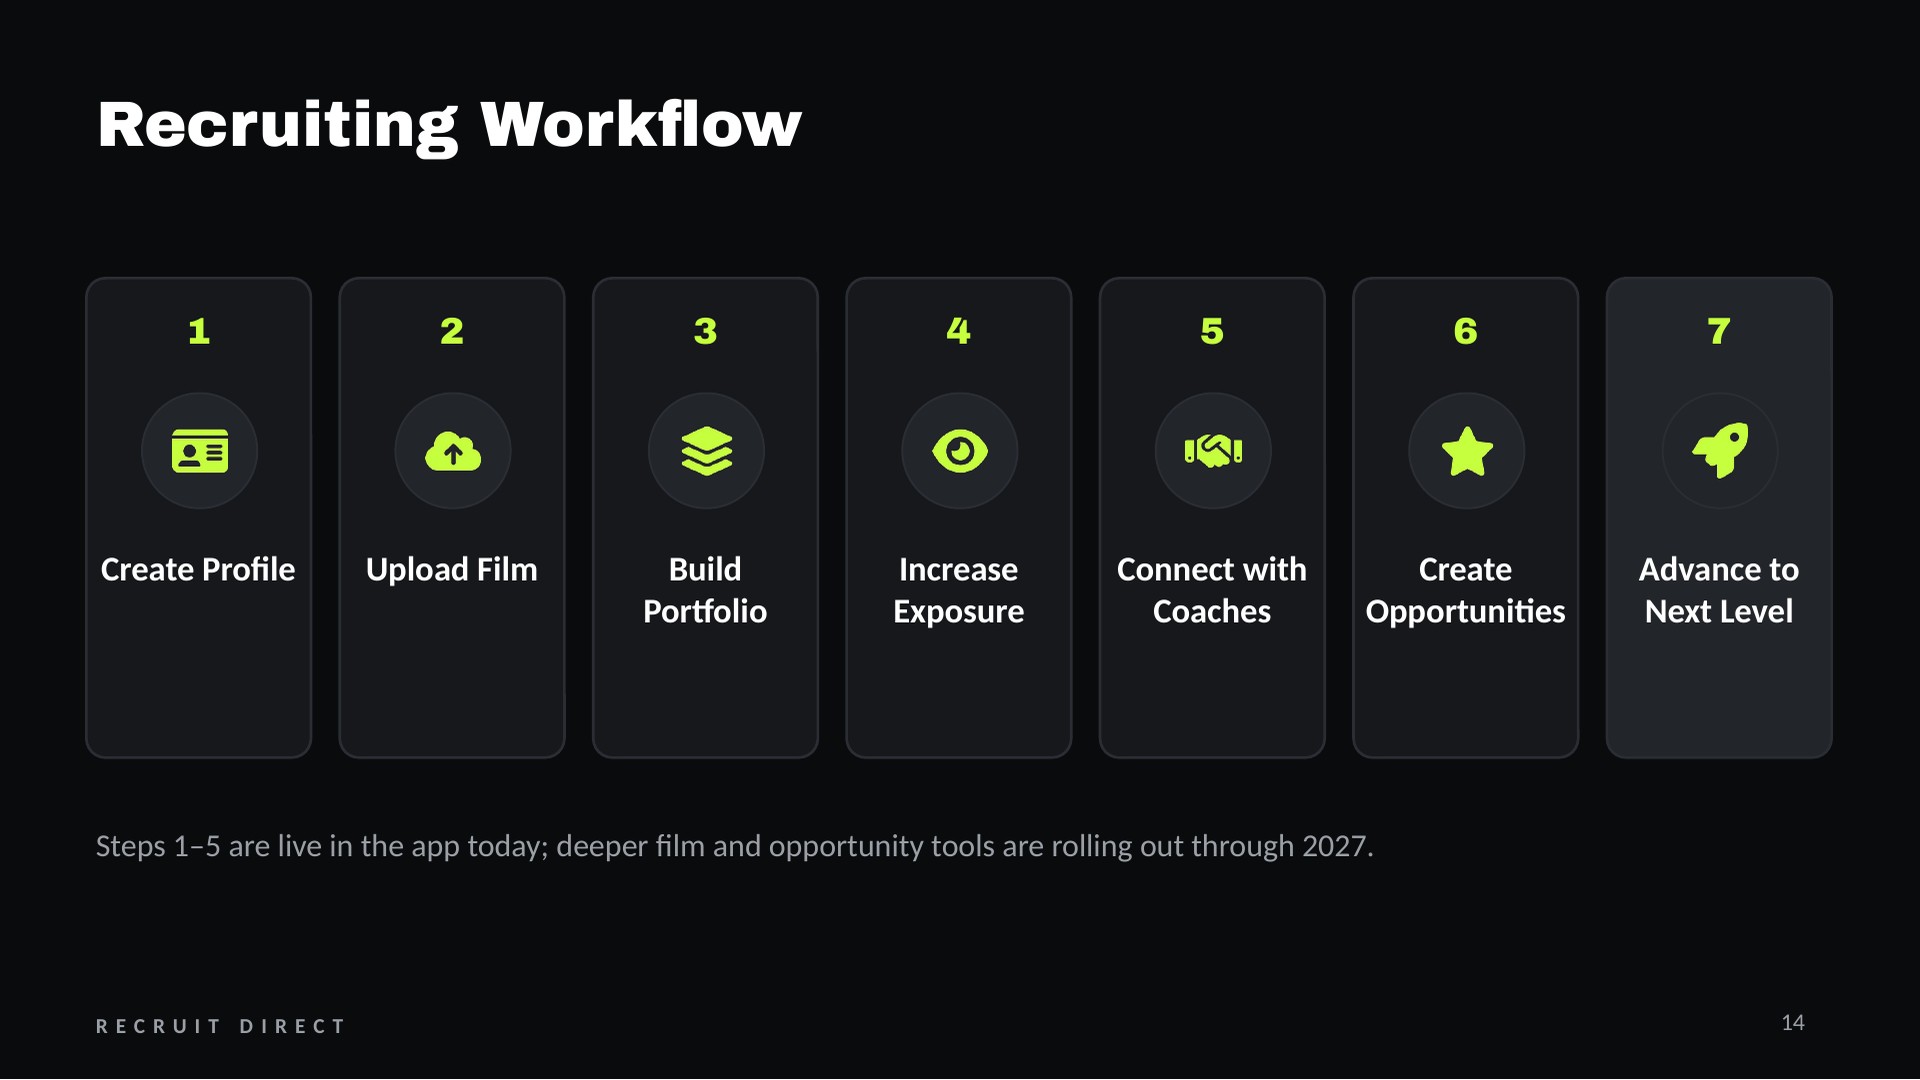 Recruiting Workflow
1
Create Profile
2
Upload Film
3
Build
Portfolio
4
Increase
Exposure
5
Connect with
Coaches
6
Create
Opportunities
7
Advance to
Next Level
Steps 1–5 are live in the app today; deeper film and opportunity tools are rolling out through 2027.
RECRUIT DIRECT
14